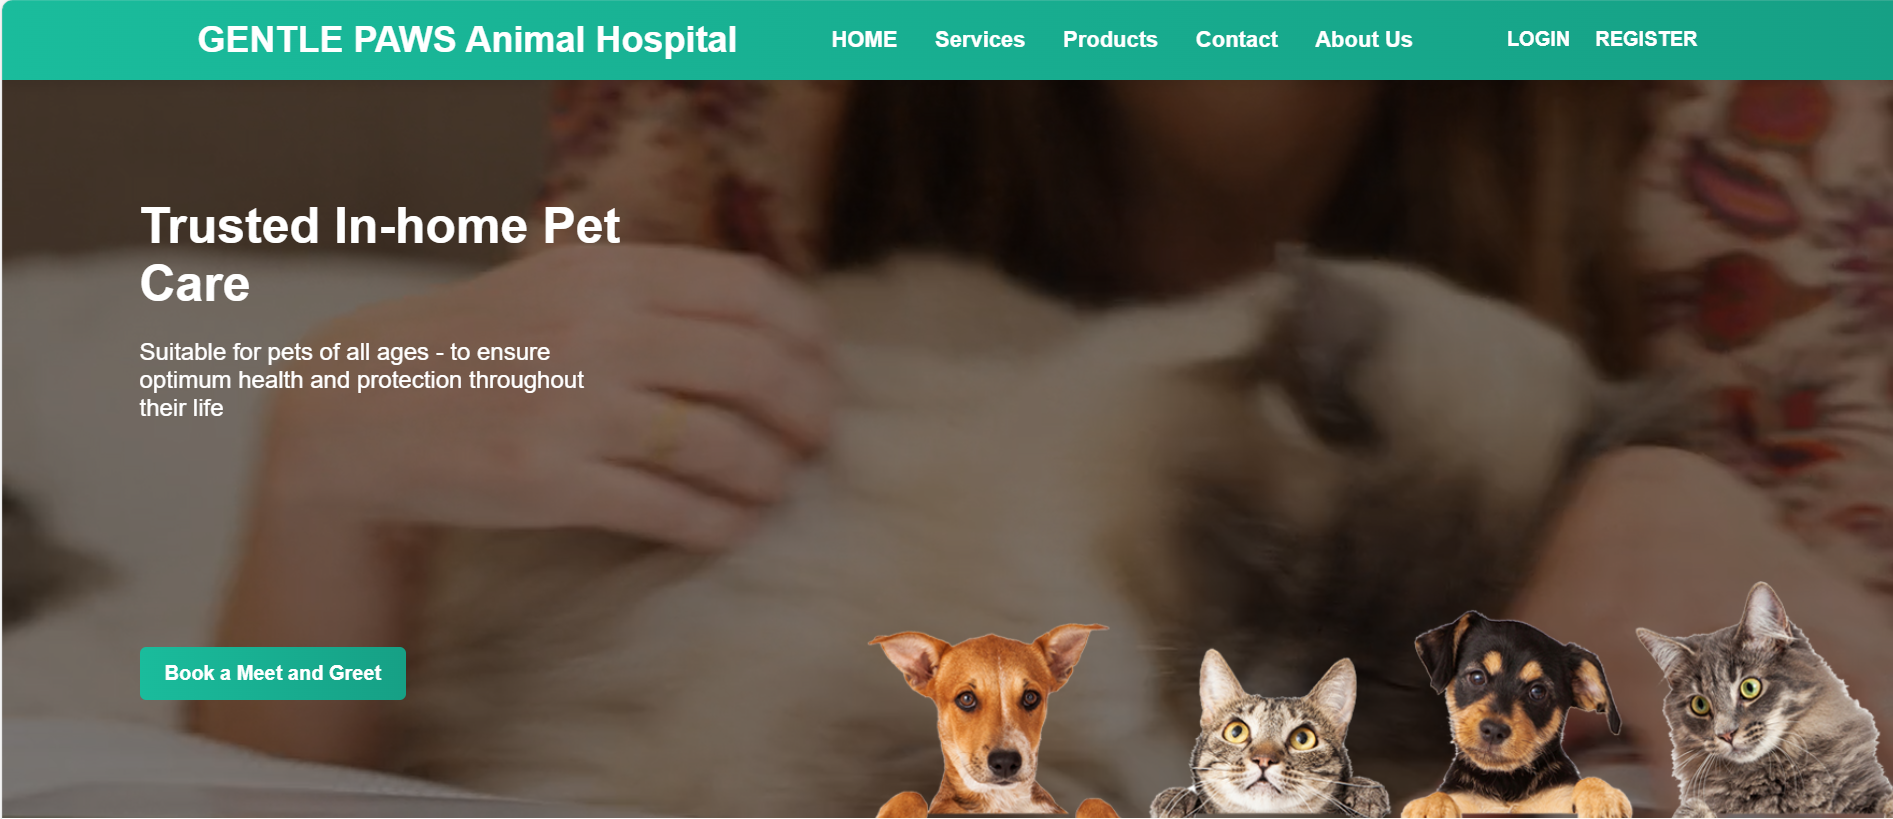 GENTLE PAWS Animal Hospital
HOME Services Products Contact About Us
LOGIN REGISTER
Trusted In-home Pet
Care
Suitable for pets of all ages - to ensure
optimum health and protection throughout
their life
Book a Meet and Greet